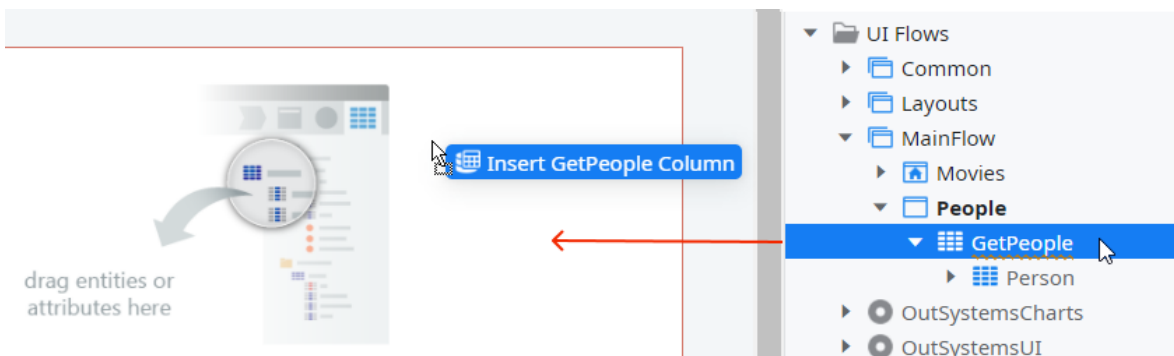 drag entities or
attributes here
Insert GetPeople Column
UI Flows
Common
Layouts
MainFlow
Movies
People
GetPeople
Person
OutSystemsCharts
OutSystemsUI